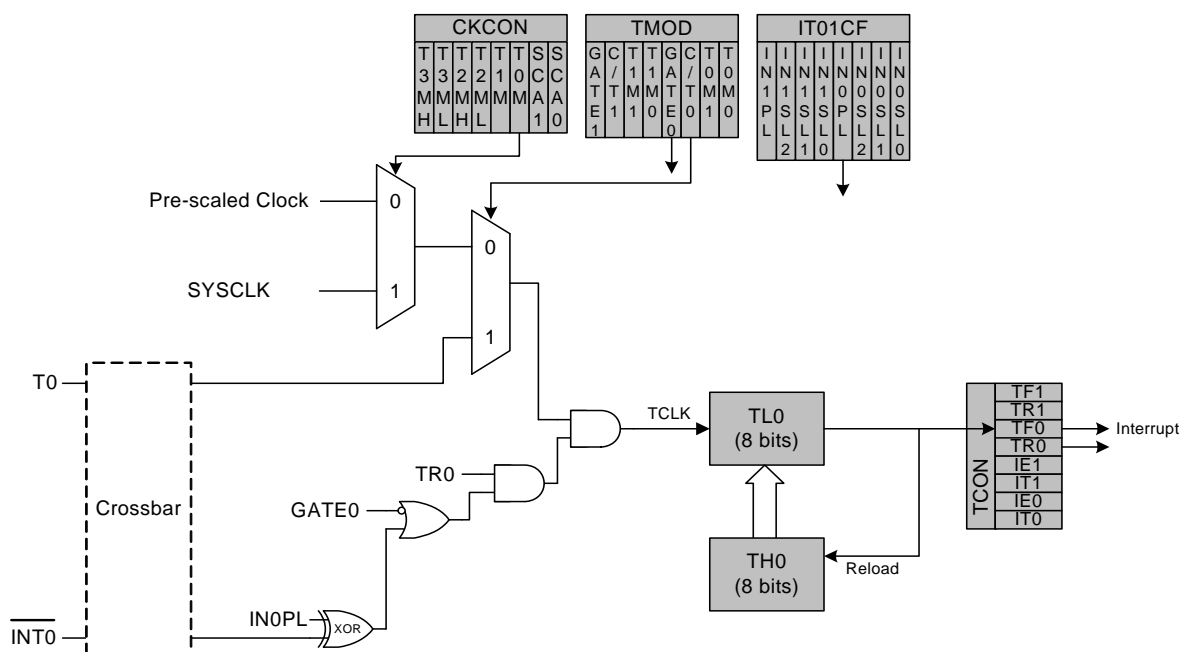 CKCON
T3MH
T3ML
T2MH
T2ML
T1M
T0M
SCA1
SCA0
TMOD
GATE1
C/T1
T1M1
T1M0
GATE0
C/T0
T0M1
T0M0
IT01CF
IN1PL
IN1SL2
IN1SL1
IN1SL0
IN0PL
IN0SL2
IN0SL1
IN0SL0
Pre-scaled Clock
0
SYSCLK
1
0
1
T0
Crossbar
INT0
TR0
GATE0
IN0PL
XOR
TCLK
TL0
(8 bits)
TH0
(8 bits)
Reload
TCON
TF1
TR1
TF0
TR0
IE1
IT1
IE0
IT0
Interrupt